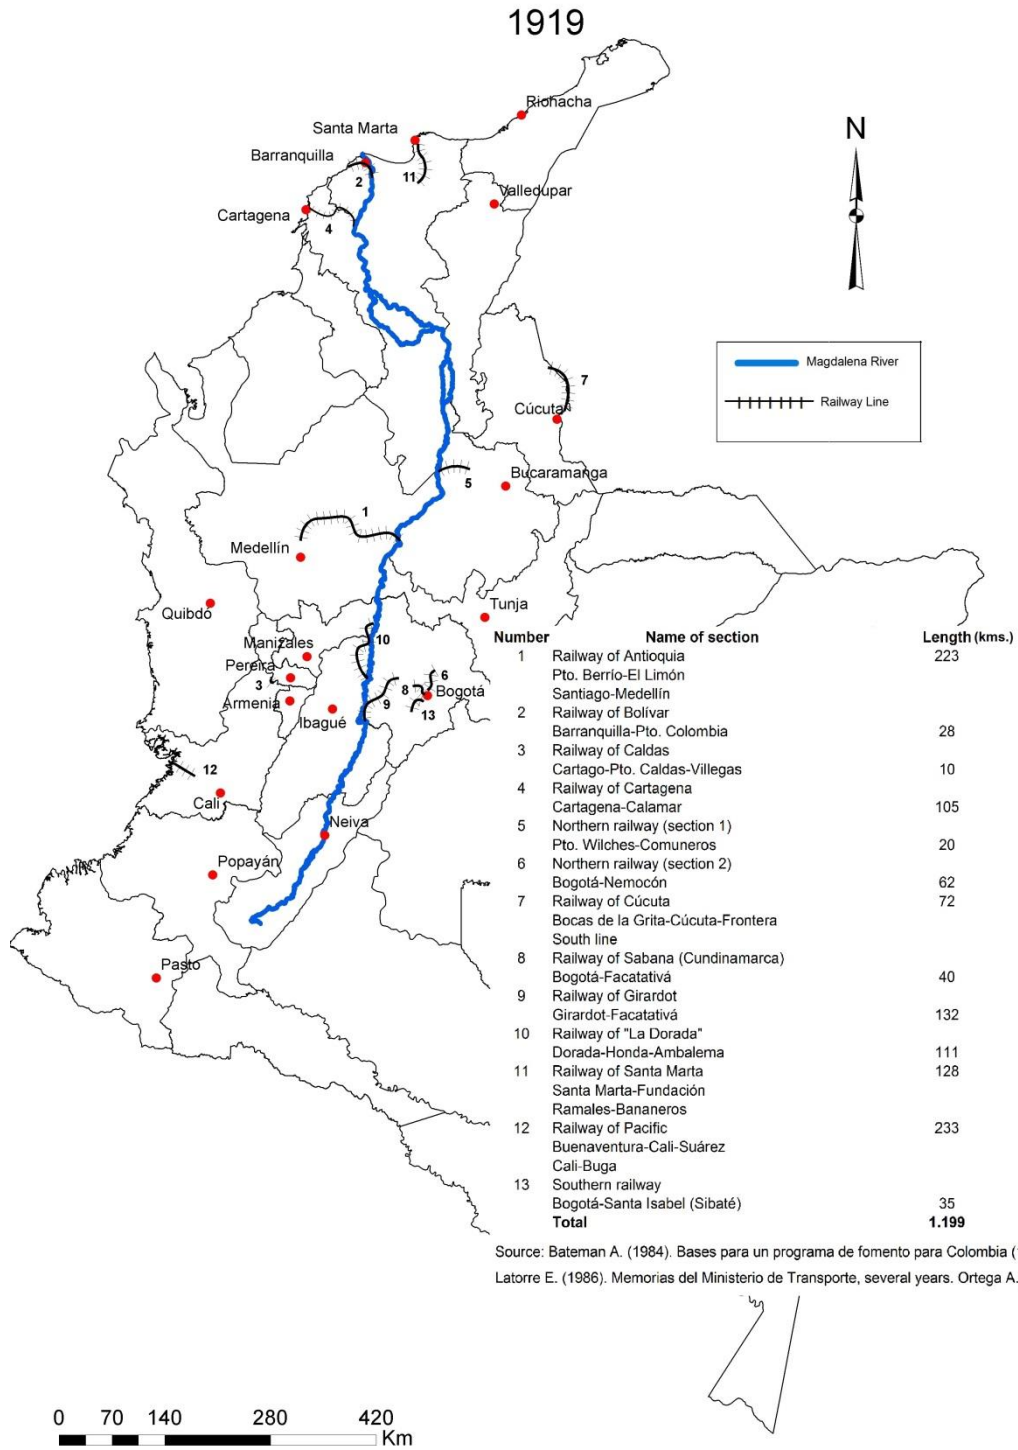 1919
Riohacha
Santa Marta
Barranquilla
2
11
Valledupar
Cartagena
4
N
Magdalena River
Railway Line
7
Cúcuta
Bucaramanga
5
1
Medellín
Quibdó
Tunja
10
Manizales
Pereira
3
Armenia
Ibagué
9
8
6
Bogotá
13
12
Cali
Neiva
Popayán
Pasto
Number Name of section Length (kms.)
1 Railway of Antioquia 223
Pto. Berrío-El Limón
Santiago-Medellín
2 Railway of Bolívar
Barranquilla-Pto. Colombia 28
3 Railway of Caldas
Cartago-Pto. Caldas-Villegas 10
4 Railway of Cartagena
Cartagena-Calamar 105
5 Northern railway (section 1)
Pto. Wilches-Comuneros 20
6 Northern railway (section 2)
Bogotá-Nemocón 62
7 Railway of Cúcuta 72
Bocas de la Grita-Cúcuta-Frontera
South line
8 Railway of Sabana (Cundinamarca)
Bogotá-Facatativá 40
9 Railway of Girardot
Girardot-Facatativá 132
10 Railway of "La Dorada"
Dorada-Honda-Ambalema 111
11 Railway of Santa Marta 128
Santa Marta-Fundación
Ramales-Bananeros
12 Railway of Pacific 233
Buenaventura-Cali-Suárez
Cali-Buga
13 Southern railway
Bogotá-Santa Isabel (Sibaté) 35
Total 1.199
Source: Bateman A. (1984). Bases para un programa de fomento para Colombia (
Latorre E. (1986). Memorias del Ministerio de Transporte, several years. Ortega A.
0 70 140 280 420
Km